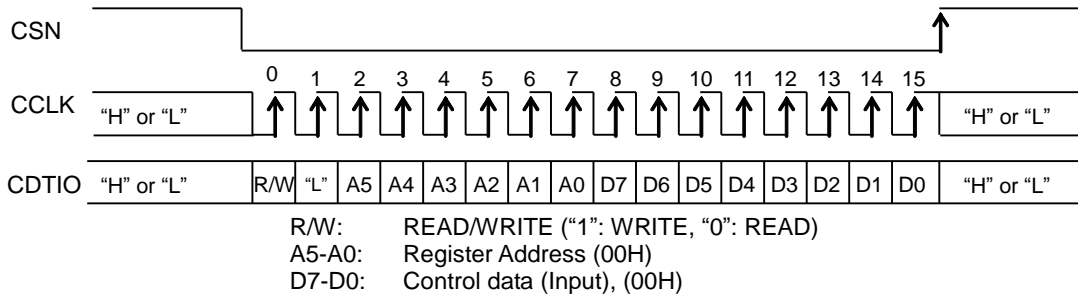 CSN
0 1 2 3 4 5 6 7 8 9 10 11 12 13 14 15
CCLK "H" or "L" "H" or "L"
CDTIO "H" or "L" R/W "L" A5 A4 A3 A2 A1 A0 D7 D6 D5 D4 D3 D2 D1 D0 "H" or "L"
R/W: READ/WRITE (“1”: WRITE, “0”: READ)
A5-A0: Register Address (00H)
D7-D0: Control data (Input), (00H)